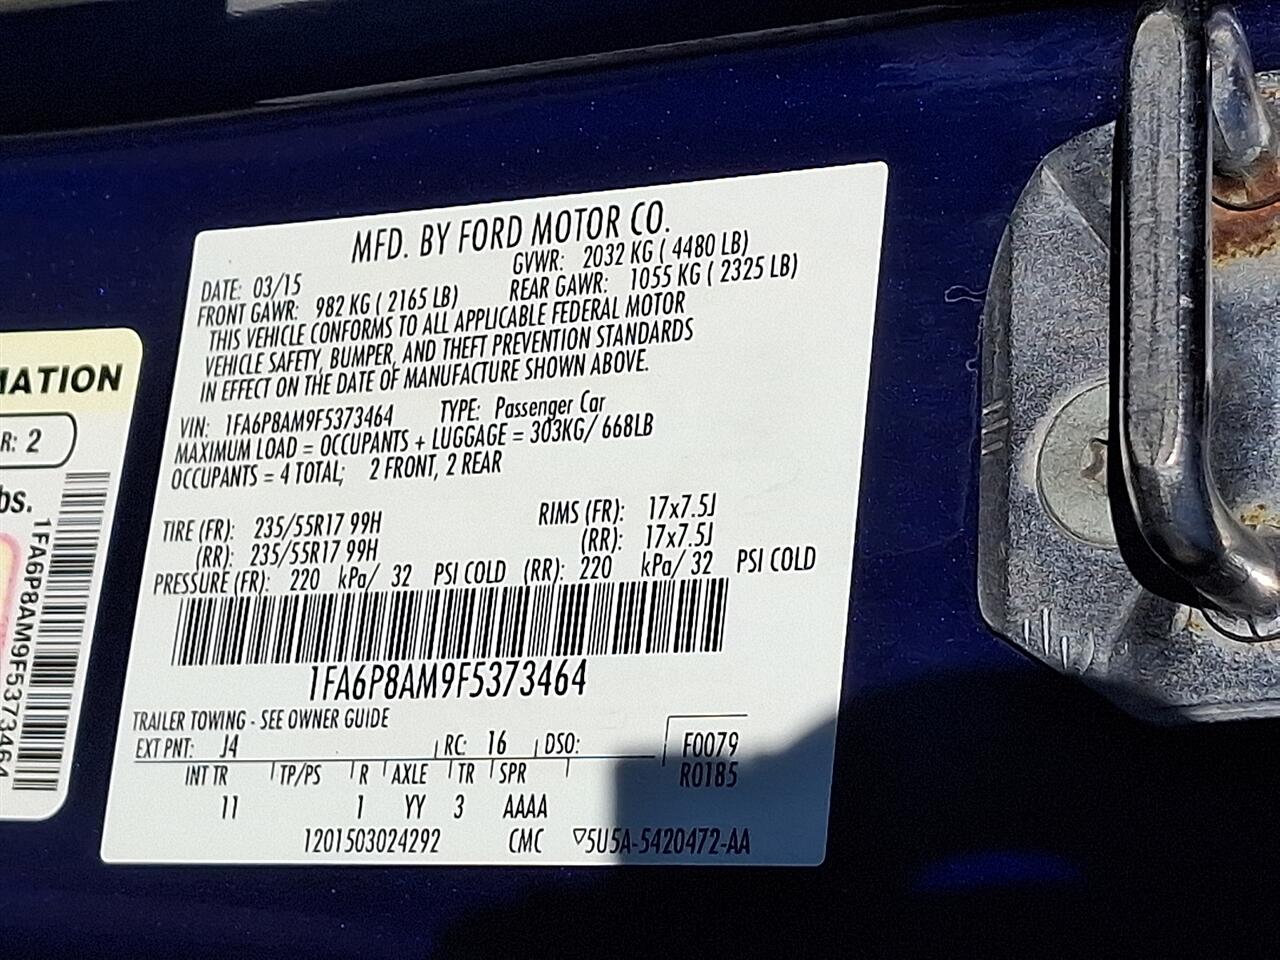 MFD. BY FORD MOTOR CO.
DATE: 03/15 GVWR: 2032 KG ( 4480 LB)
FRONT GAWR: 982 KG ( 2165 LB) REAR GAWR: 1055 KG ( 2325 LB)
THIS VEHICLE CONFORMS TO ALL APPLICABLE FEDERAL MOTOR
VEHICLE SAFETY, BUMPER, AND THEFT PREVENTION STANDARDS
IN EFFECT ON THE DATE OF MANUFACTURE SHOWN ABOVE.
VIN: 1FA6P8AM9F5373464 TYPE: Passenger Car
MAXIMUM LOAD = OCCUPANTS + LUGGAGE = 303KG/ 668LB
OCCUPANTS = 4 TOTAL; 2 FRONT, 2 REAR
TIRE (FR): 235/55R17 99H RIMS (FR): 17x7.5J
(RR): 235/55R17 99H (RR): 17x7.5J
PRESSURE (FR): 220 kPa/ 32 PSI COLD (RR): 220 kPa/ 32 PSI COLD
1FA6P8AM9F5373464
TRAILER TOWING - SEE OWNER GUIDE
EXT PNT: J4 RC: 16 DSO: F0079
R0185
INT TR TP/PS R AXLE TR SPR
11 1 YY 3 AAAA
1201503024292 CMC ▽5U5A-5420472-AA
MATION
R: 2
bs.
1FA6P8AM9F5373464